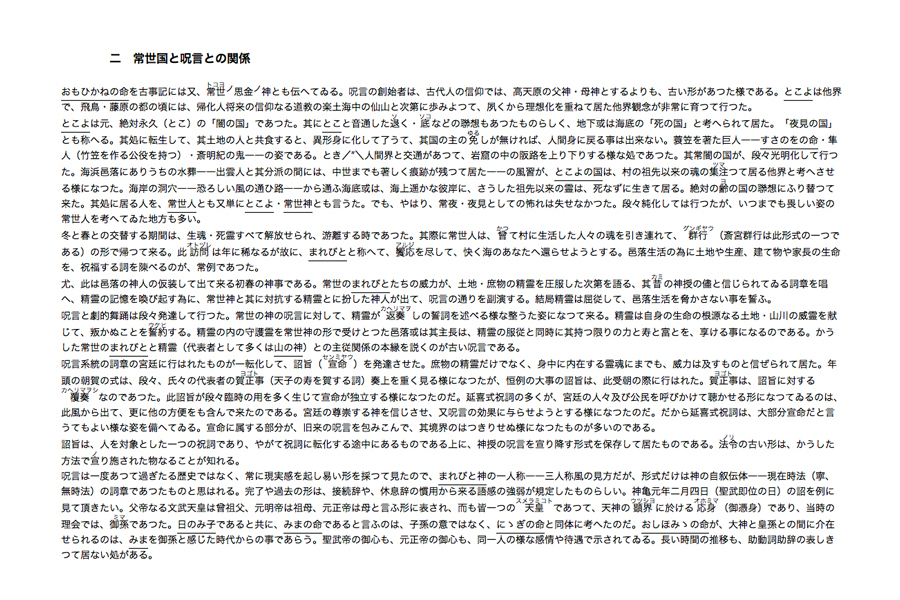 二　常世国と呪言との関係
おもひかねの命を古事記には又、常世ノ思金ノ神とも伝へてゐる。呪言の創始者は、古代人の信仰では、高天原の父神・母神とするよりも、古い形があつた様である。とこよは他界
で、飛鳥・藤原の都の頃には、帰化人将来の信仰なる道教の楽土海中の仙山と次第に歩みよつて、夙くから理想化を重ねて居た他界観念が非常に育つて行つた。
とこよは元、絶対永久（とこ）の「闇の国」であつた。其にとこと音通した退く・底などの聯想もあつたものらしく、地下或は海底の「死の国」と考へられて居た。「夜見の国」
とも称へる。其処に転生して、其土地の人と共食すると、異形身に化して了うて、其国の主の免しが無ければ、人間身に戻る事は出来ない。蓑笠を著た巨人――すさのをの命・隼
人（竹笠を作る公役を持つ）・斎明紀の鬼――の姿である。とき／″＼人間界と交通があつて、岩窟の中の阪路を上り下りする様な処であつた。其常闇の国が、段々光明化して行つ
た。海浜邑落にありうちの水葬――出雲人と其分派の間には、中世までも著しく痕跡が残つて居た――の風習が、とこよの国は、村の祖先以来の魂の集注つて居る他界と考へさせ
る様になつた。海岸の洞穴――恐ろしい風の通ひ路――から通ふ海底或は、海上遥かな彼岸に、さうした祖先以来の霊は、死なずに生きて居る。絶対の齢の国の聯想にふり替つて
来た。其処に居る人を、常世人とも又単にとこよ・常世神とも言うた。でも、やはり、常夜・夜見としての怖れは失せなかつた。段々純化しては行つたが、いつまでも畏しい姿の
常世人を考へてゐた地方も多い。
冬と春との交替する期間は、生魂・死霊すべて解放せられ、游離する時であつた。其際に常世人は、曾て村に生活した人々の魂を引き連れて、群行（斎宮群行は此形式の一つで
ある）の形で帰つて来る。此訪問は年に稀なるが故に、まれびとと称へて、饗応を尽して、快く海のあなたへ還らせようとする。邑落生活の為に土地や生産、建て物や家長の生命
を、祝福する詞を陳べるのが、常例であつた。
尤、此は邑落の神人の仮装して出て来る初春の神事である。常世のまれびとたちの威力が、土地・庶物の精霊を圧服した次第を語る、其昔の神授の儘と信じられてゐる詞章を唱
へ、精霊の記憶を喚び起す為に、常世神と其に対抗する精霊とに扮した神人が出て、呪言の通りを副演する。結局精霊は屈従して、邑落生活を脅かさない事を誓ふ。
呪言と劇的舞踊は段々発達して行つた。常世の神の呪言に対して、精霊が返奏しの誓詞を述べる様な整うた姿になつて来る。精霊は自身の生命の根源なる土地・山川の威霊を献
じて、叛かぬことを誓約する。精霊の内の守護霊を常世神の形で受けとつた邑落或は其主長は、精霊の服従と同時に其持つ限りの力と寿と富とを、享ける事になるのである。かう
した常世のまれびとと精霊（代表者として多くは山の神）との主従関係の本縁を説くのが古い呪言である。
呪言系統の詞章の宮廷に行はれたものが一転化して、詔旨（宣命）を発達させた。庶物の精霊だけでなく、身中に内在する霊魂にまでも、威力は及すものと信ぜられて居た。年
頭の朝賀の式は、段々、氏々の代表者の賀正事（天子の寿を賀する詞）奏上を重く見る様になつたが、恒例の大事の詔旨は、此受朝の際に行はれた。賀正事は、詔旨に対する
覆奏なのであつた。此詔旨が段々臨時の用を多く生じて宣命が独立する様になつたのだ。延喜式祝詞の多くが、宮廷の人々及び公民を呼びかけて聴かせる形になつてゐるのは、
此風から出て、更に他の方便をも含んで来たのである。宮廷の尊崇する神を信じさせ、又呪言の効果に与らせようとする様になつたのだ。だから延喜式祝詞は、大部分宣命だと言
うてもよい様な姿を備へてゐる。宣命に属する部分が、旧来の呪言を包みこんで、其境界のはつきりせぬ様になつたものが多いのである。
詔旨は、人を対象とした一つの祝詞であり、やがて祝詞に転化する途中にあるものである上に、神授の呪言を宣り降す形式を保存して居たものである。法令の古い形は、かうした
方法で宣り施された物なることが知れる。
呪言は一度あつて過ぎたる歴史ではなく、常に現実感を起し易い形を採つて見たので、まれびと神の一人称――三人称風の見方だが、形式だけは神の自叙伝体――現在時法（寧、
無時法）の詞章であつたものと思はれる。完了や過去の形は、接続辞や、休息辞の慣用から来る語感の強弱が規定したものらしい。神亀元年二月四日（聖武即位の日）の詔を例に
見て頂きたい。父帝なる文武天皇は曾祖父、元明帝は祖母、元正帝は母と言ふ形に表され、而も皆一つの天皇であつて、天神の顕界に於ける応身（御憑身）であり、当時の
理会では、御孫であつた。日のみ子であると共に、みまの命であると言ふのは、子孫の意ではなく、にゝぎの命と同体に考へたのだ。おしほみゝの命が、大神と皇孫との間に介在
せられるのは、みまを御孫と感じた時代からの事であらう。聖武帝の御心も、元正帝の御心も、同一人の様な感情や待遇で示されてゐる。長い時間の推移も、助動詞助辞の表しき
つて居ない処がある。